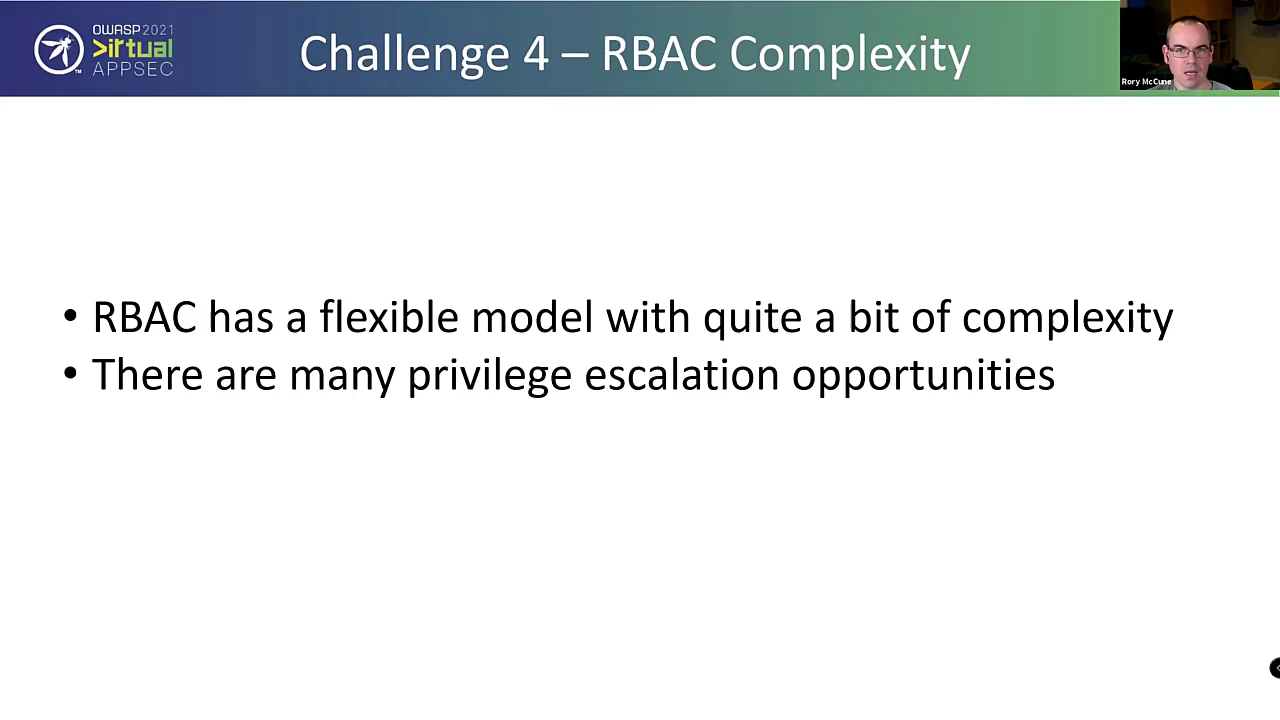 OWASP 2021
>irtual
APPSEC
Challenge 4 – RBAC Complexity
Rory McCune
• RBAC has a flexible model with quite a bit of complexity
• There are many privilege escalation opportunities